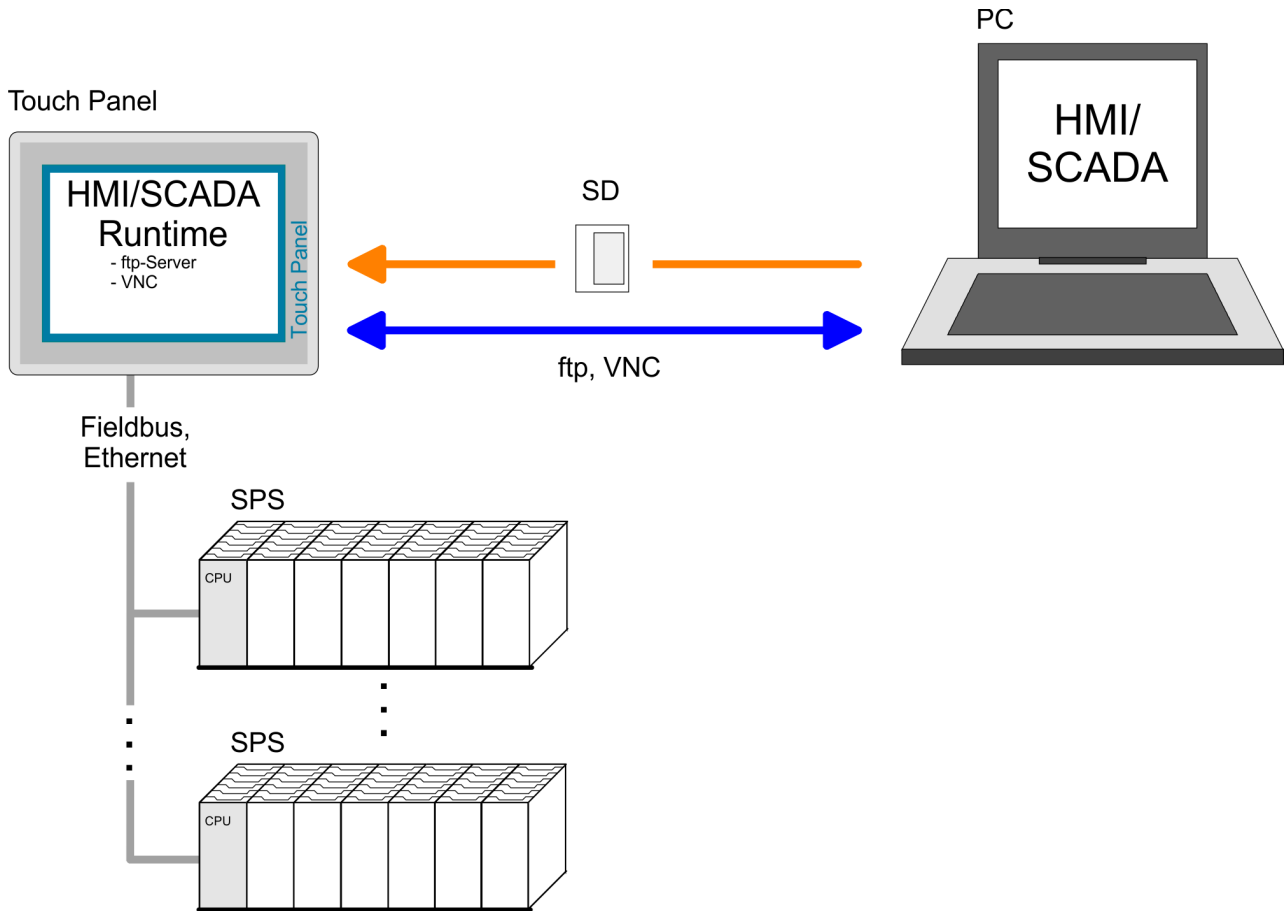 PC
Touch Panel
HMI/SCADA
Runtime
- ftp-Server
- VNC
Touch Panel
SD
HMI/
SCADA
ftp, VNC
Fieldbus,
Ethernet
SPS
CPU
SPS
CPU